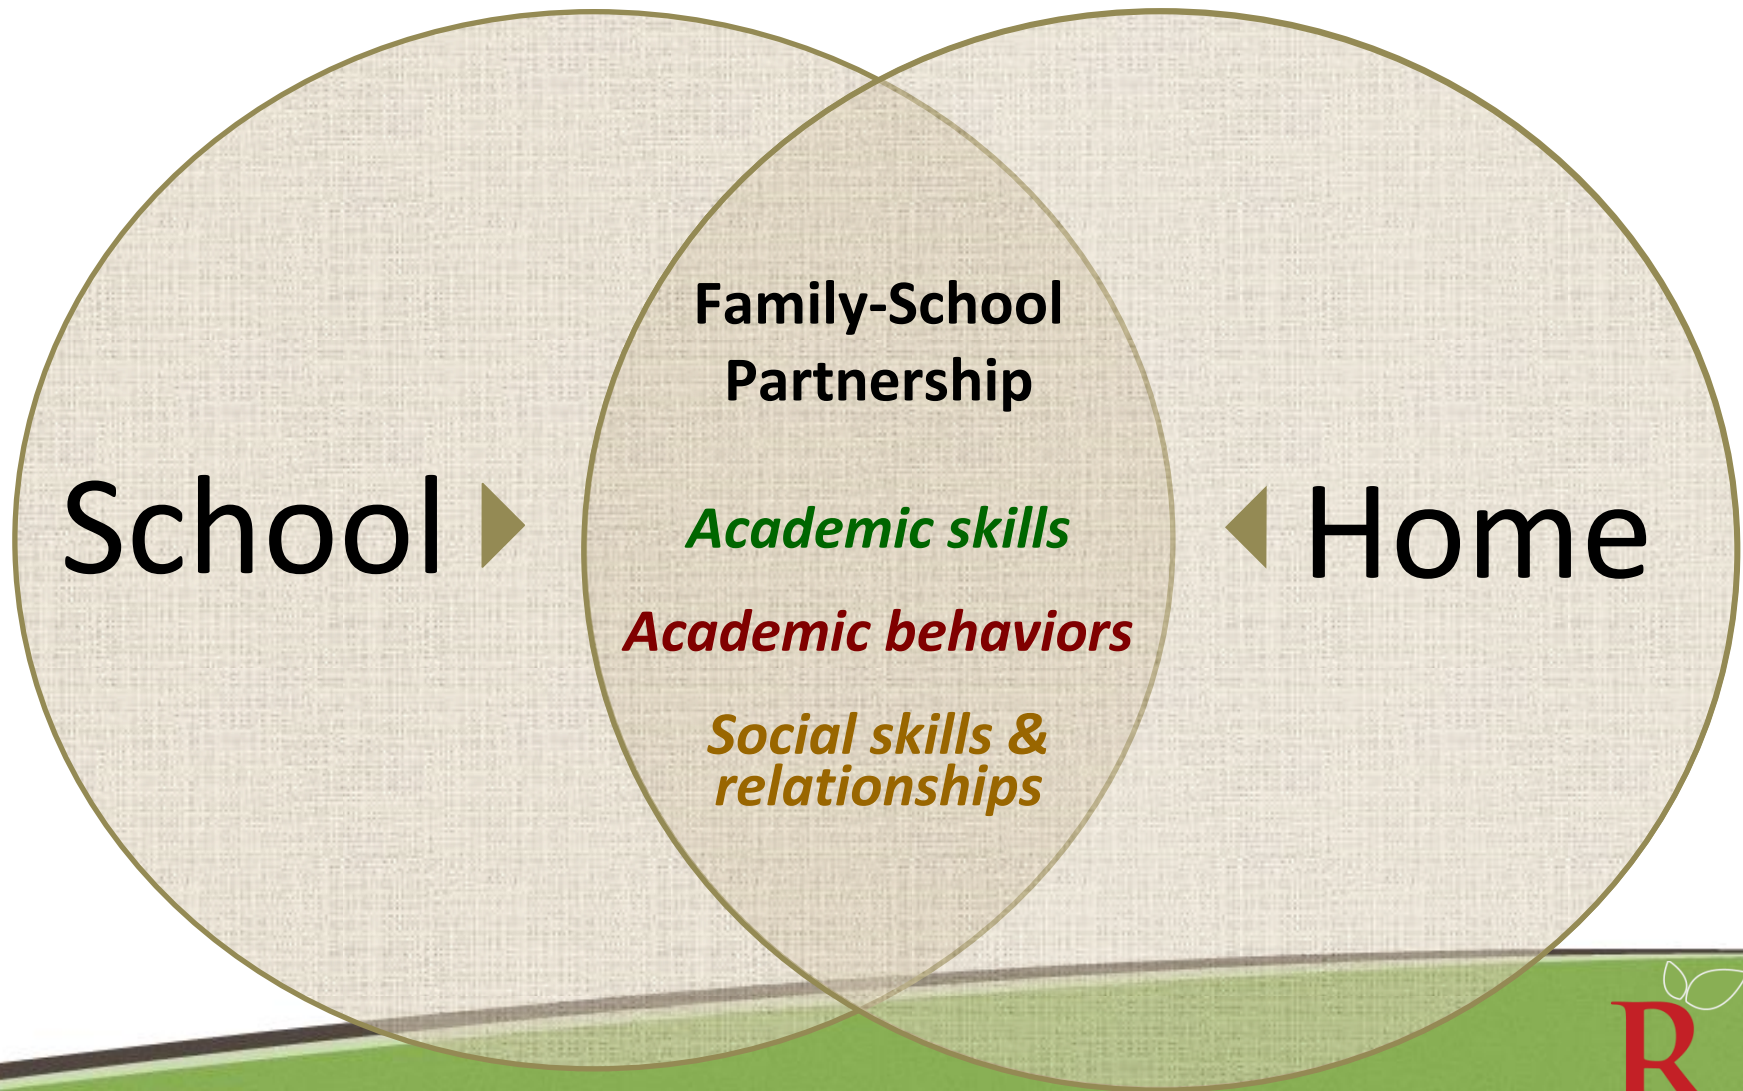 Family-School
Partnership
School
Home
Academic skills
Academic behaviors
Social skills &
relationships
R